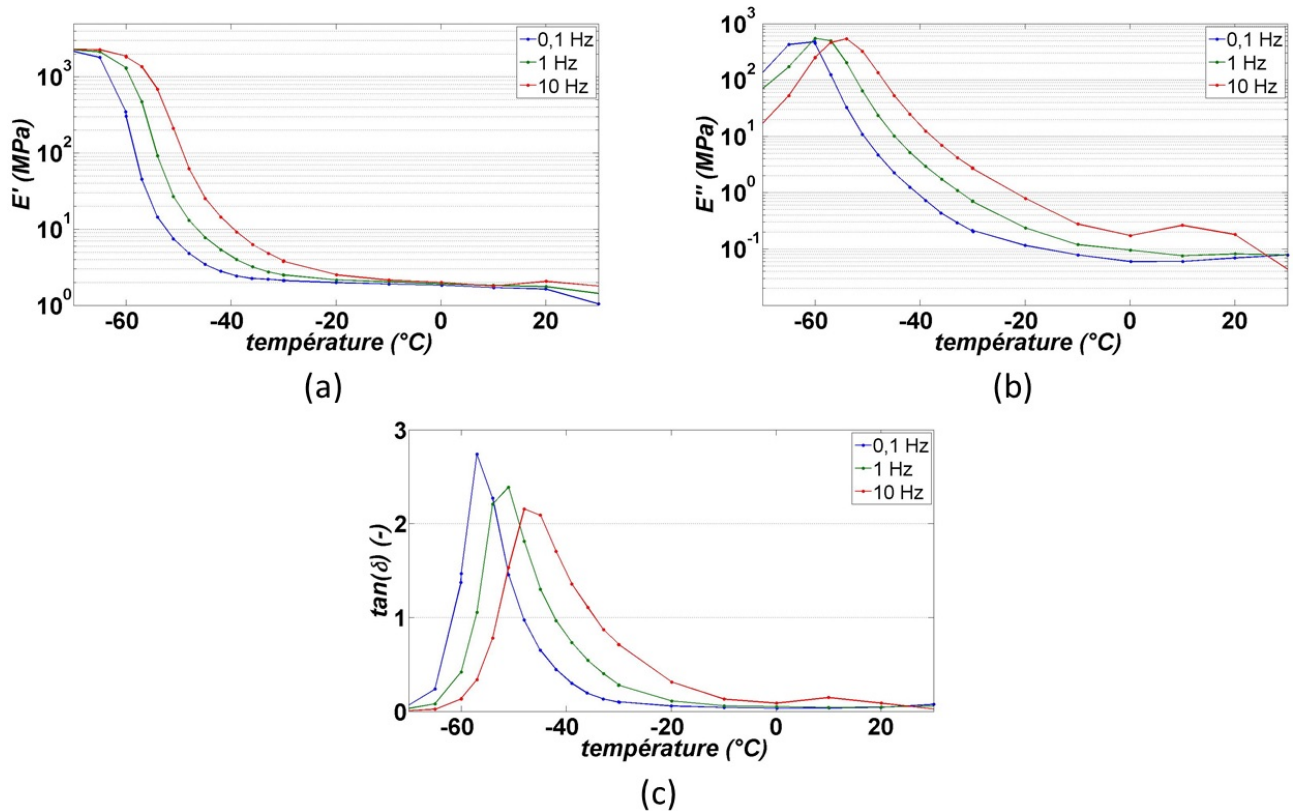 10³
10²
10¹
10⁰
E' (MPa)
-60 -40 -20 0 20
température (°C)
0,1 Hz
1 Hz
10 Hz
(a)
10³
10²
10¹
10⁰
10⁻¹
E'' (MPa)
-60 -40 -20 0 20
température (°C)
0,1 Hz
1 Hz
10 Hz
(b)
3
2
1
0
tan(δ) (-)
-60 -40 -20 0 20
température (°C)
0,1 Hz
1 Hz
10 Hz
(c)